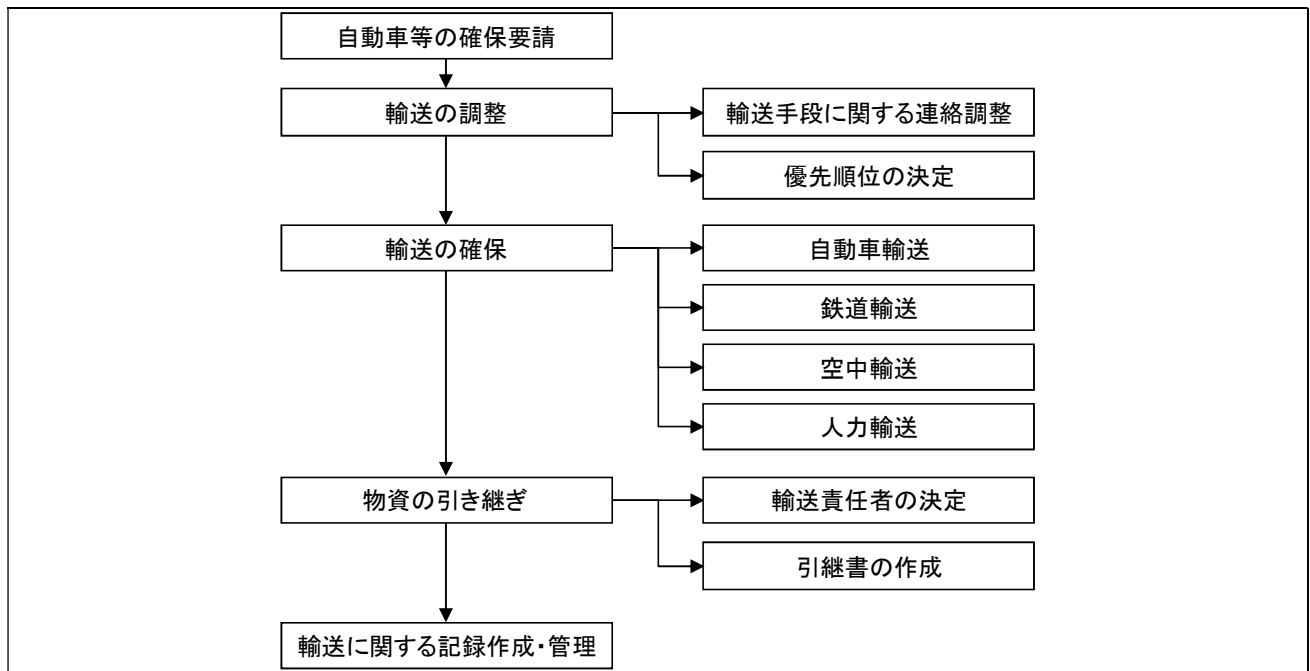 自動車等の確保要請
輸送の調整
輸送手段に関する連絡調整
優先順位の決定
輸送の確保
自動車輸送
鉄道輸送
空中輸送
人力輸送
物資の引き継ぎ
輸送責任者の決定
引継書の作成
輸送に関する記録作成・管理